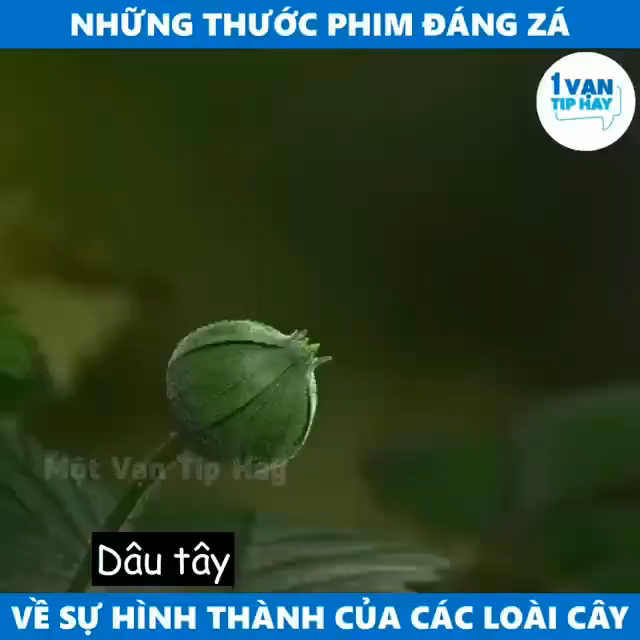 NHỮNG THƯỚC PHIM ĐÁNG ZÁ
1 VẠN
TIP HAY
Một Vạn Tip Hay
Dâu tây
VỀ SỰ HÌNH THÀNH CỦA CÁC LOÀI CÂY